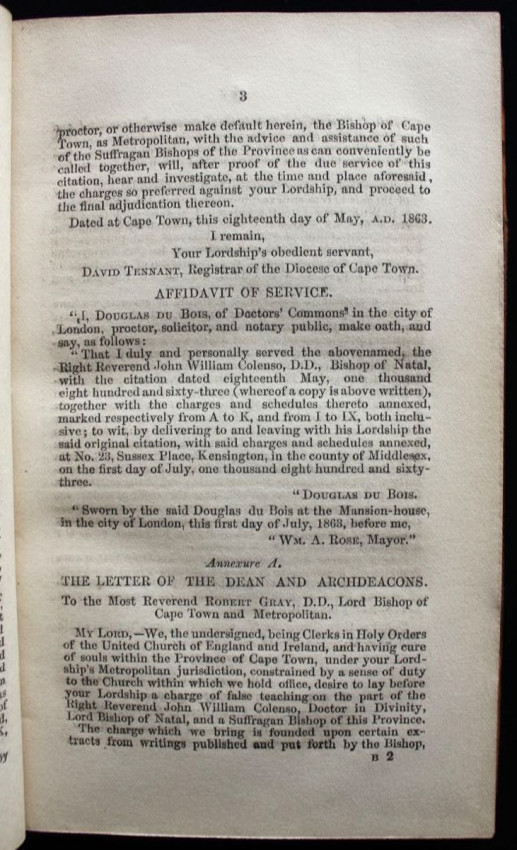 3
proctor, or otherwise make default herein, the Bishop of Cape
Town, as Metropolitan, with the advice and assistance of such
of the Suffragan Bishops of the Province as can conveniently be
called together, will, after proof of the due service of this
citation, hear and investigate, at the time and place aforesaid,
the charges so preferred against your Lordship, and proceed to
the final adjudication thereon.
Dated at Cape Town, this eighteenth day of May, A.D. 1863.
I remain,
Your Lordship's obedient servant,
DAVID TENNANT, Registrar of the Diocese of Cape Town.
AFFIDAVIT OF SERVICE.
"I, DOUGLAS DU BOIS, of Doctors' Commons" in the city of
London, proctor, solicitor, and notary public, make oath, and
say, as follows:
"That I duly and personally served the abovenamed, the
Right Reverend John William Colenso, D.D., Bishop of Natal,
with the citation dated eighteenth May, one thousand
eight hundred and sixty-three (whereof a copy is above written),
together with the charges and schedules thereto annexed,
marked respectively from A to K, and from I to IX, both inclu-
sive; to wit, by delivering to and leaving with his Lordship the
said original citation, with said charges and schedules annexed,
at No. 23, Sussex Place, Kensington, in the county of Middlesex,
on the first day of July, one thousand eight hundred and sixty-
three.
"DOUGLAS DU BOIS.
"Sworn by the said Douglas du Bois at the Mansion-house,
in the city of London, this first day of July, 1863, before me,
"WM. A. ROSE, Mayor."
Annexure A.
THE LETTER OF THE DEAN AND ARCHDEACONS.
To the Most Reverend ROBERT GRAY, D.D., Lord Bishop of
Cape Town and Metropolitan.
MY LORD,—We, the undersigned, being Clerks in Holy Orders
of the United Church of England and Ireland, and having cure
of souls within the Province of Cape Town, under your Lord-
ship's Metropolitan jurisdiction, constrained by a sense of duty
to the Church within which we hold office, desire to lay before
your Lordship a charge of false teaching on the part of the
Right Reverend John William Colenso, Doctor in Divinity,
Lord Bishop of Natal, and a Suffragan Bishop of this Province.
The charge which we bring is founded upon certain ex-
tracts from writings published and put forth by the Bishop,
B 2